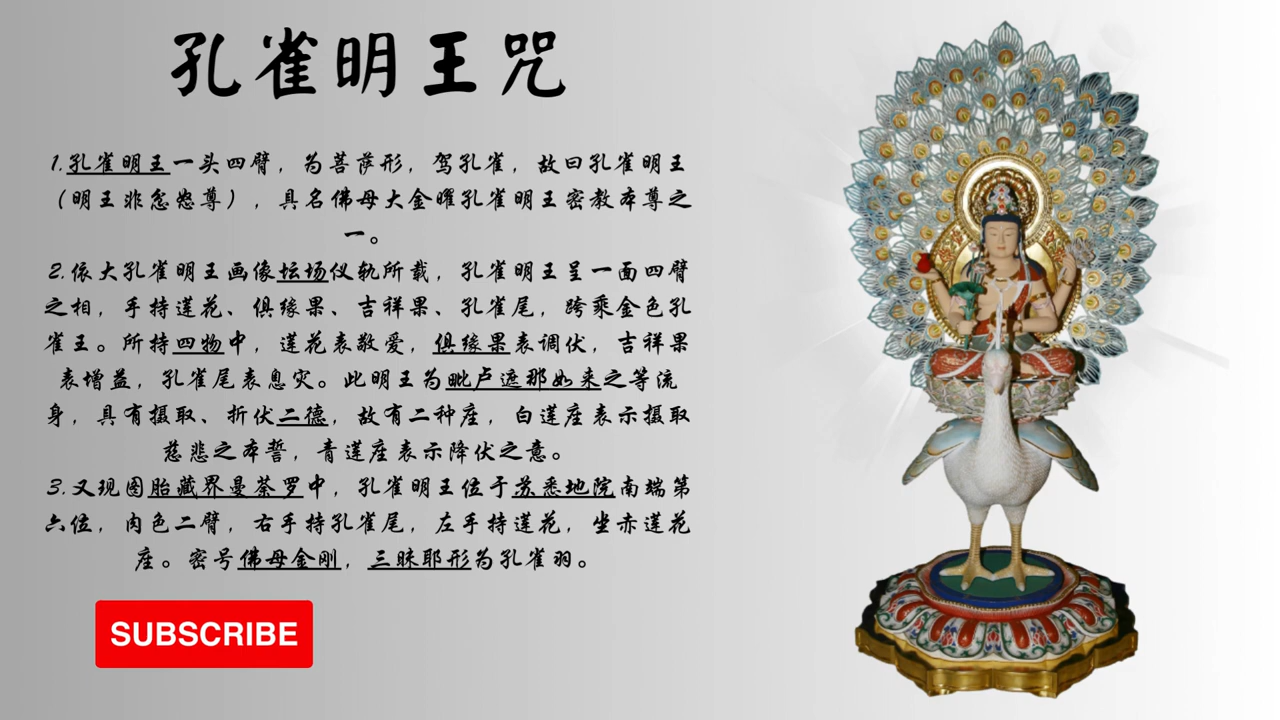 孔雀明王咒
1.孔雀明王一头四臂，为菩萨形，驾孔雀，故曰孔雀明王
（明王非忿怒尊），具名佛母大金曜孔雀明王密教本尊之
一。
2.依大孔雀明王画像坛场仪轨所载，孔雀明王呈一面四臂
之相，手持莲花、俱缘果、吉祥果、孔雀尾，跨乘金色孔
雀王。所持四物中，莲花表敬爱，俱缘果表调伏，吉祥果
表增益，孔雀尾表息灾。此明王为毗卢遮那如来之等流
身，具有摄取、折伏二德，故有二种座，白莲座表示摄取
慈悲之本誓，青莲座表示降伏之意。
3.又现图胎藏界曼荼罗中，孔雀明王位于苏悉地院南端第
六位，肉色二臂，右手持孔雀尾，左手持莲花，坐赤莲花
座。密号佛母金刚，三昧耶形为孔雀羽。
SUBSCRIBE